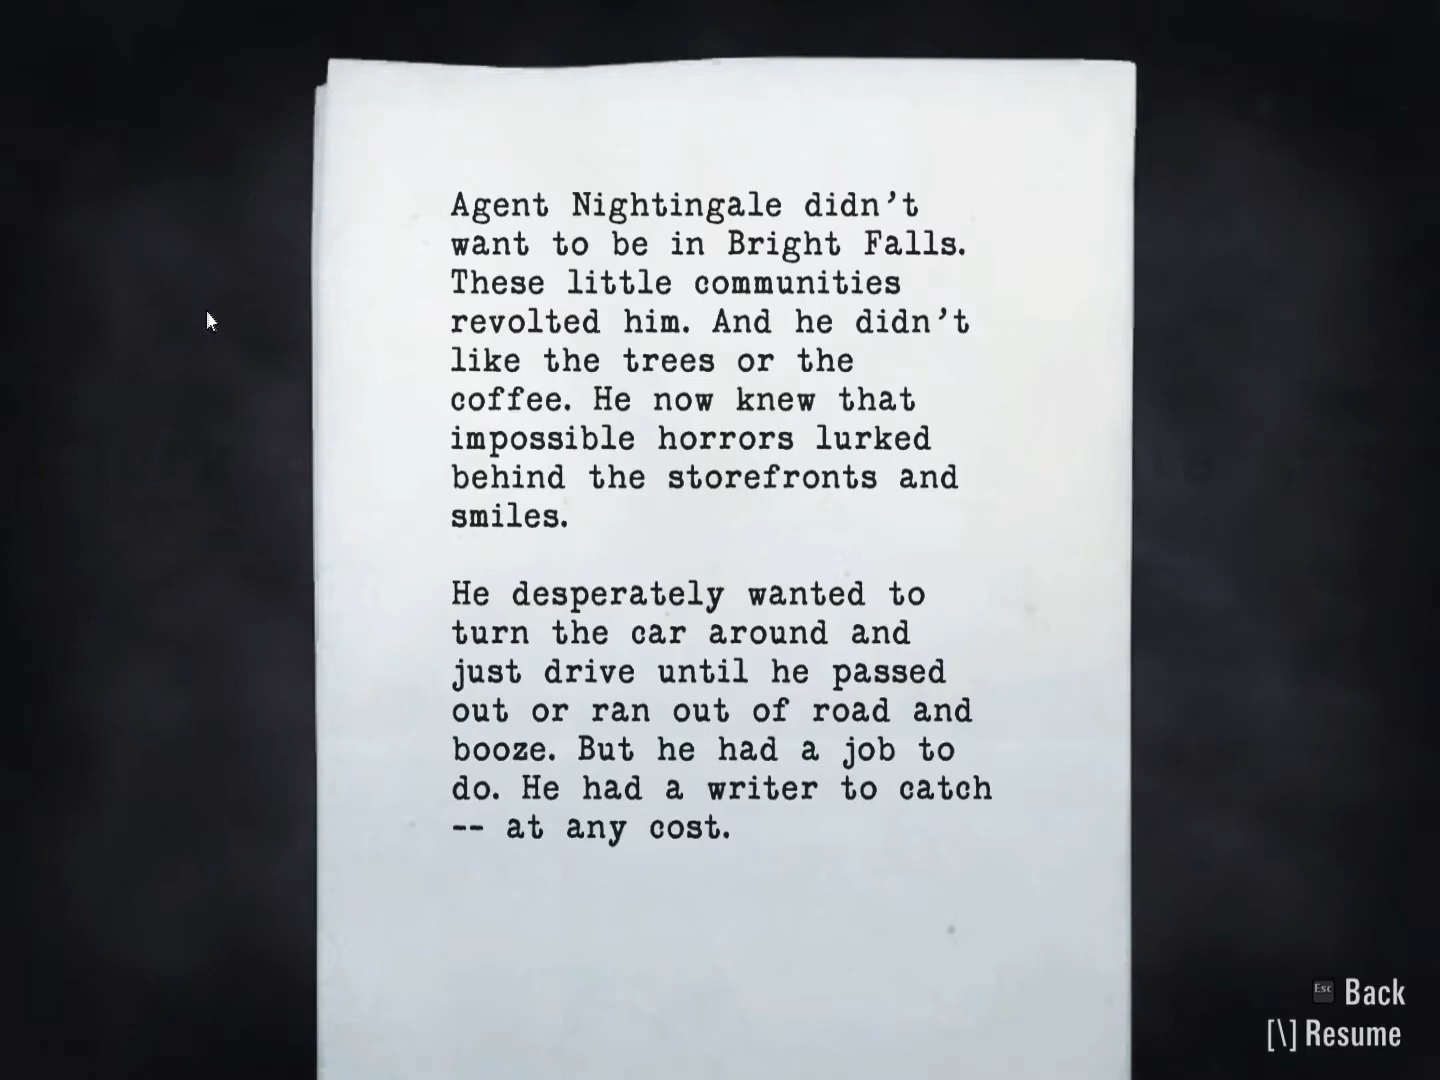 Agent Nightingale didn’t
want to be in Bright Falls.
These little communities
revolted him. And he didn’t
like the trees or the
coffee. He now knew that
impossible horrors lurked
behind the storefronts and
smiles.
He desperately wanted to
turn the car around and
just drive until he passed
out or ran out of road and
booze. But he had a job to
do. He had a writer to catch
-- at any cost.
Esc Back
[\] Resume